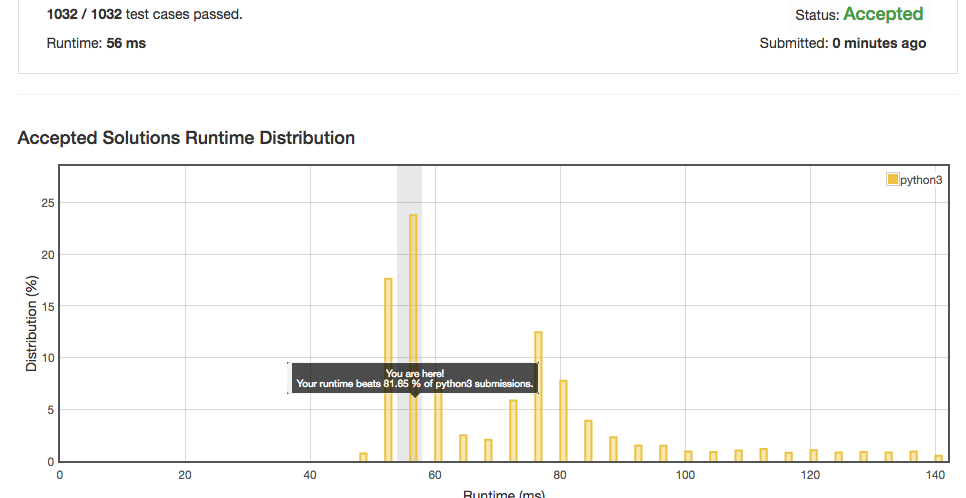 1032 / 1032 test cases passed.
Status: Accepted
Runtime: 56 ms
Submitted: 0 minutes ago
Accepted Solutions Runtime Distribution
python3
25
20
15
10
5
0
Distribution (%)
You are here!
Your runtime beats 81.65 % of python3 submissions.
0 20 40 60 80 100 120 140
Runtime (ms)